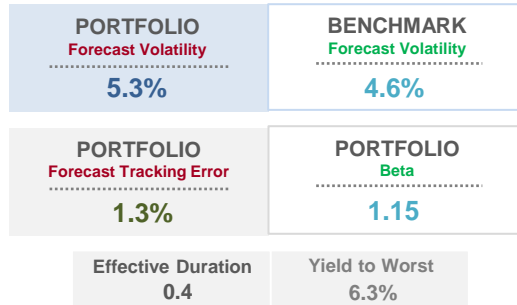 PORTFOLIO
Forecast Volatility
5.3%
BENCHMARK
Forecast Volatility
4.6%
PORTFOLIO
Forecast Tracking Error
1.3%
PORTFOLIO
Beta
1.15
Effective Duration
0.4
Yield to Worst
6.3%